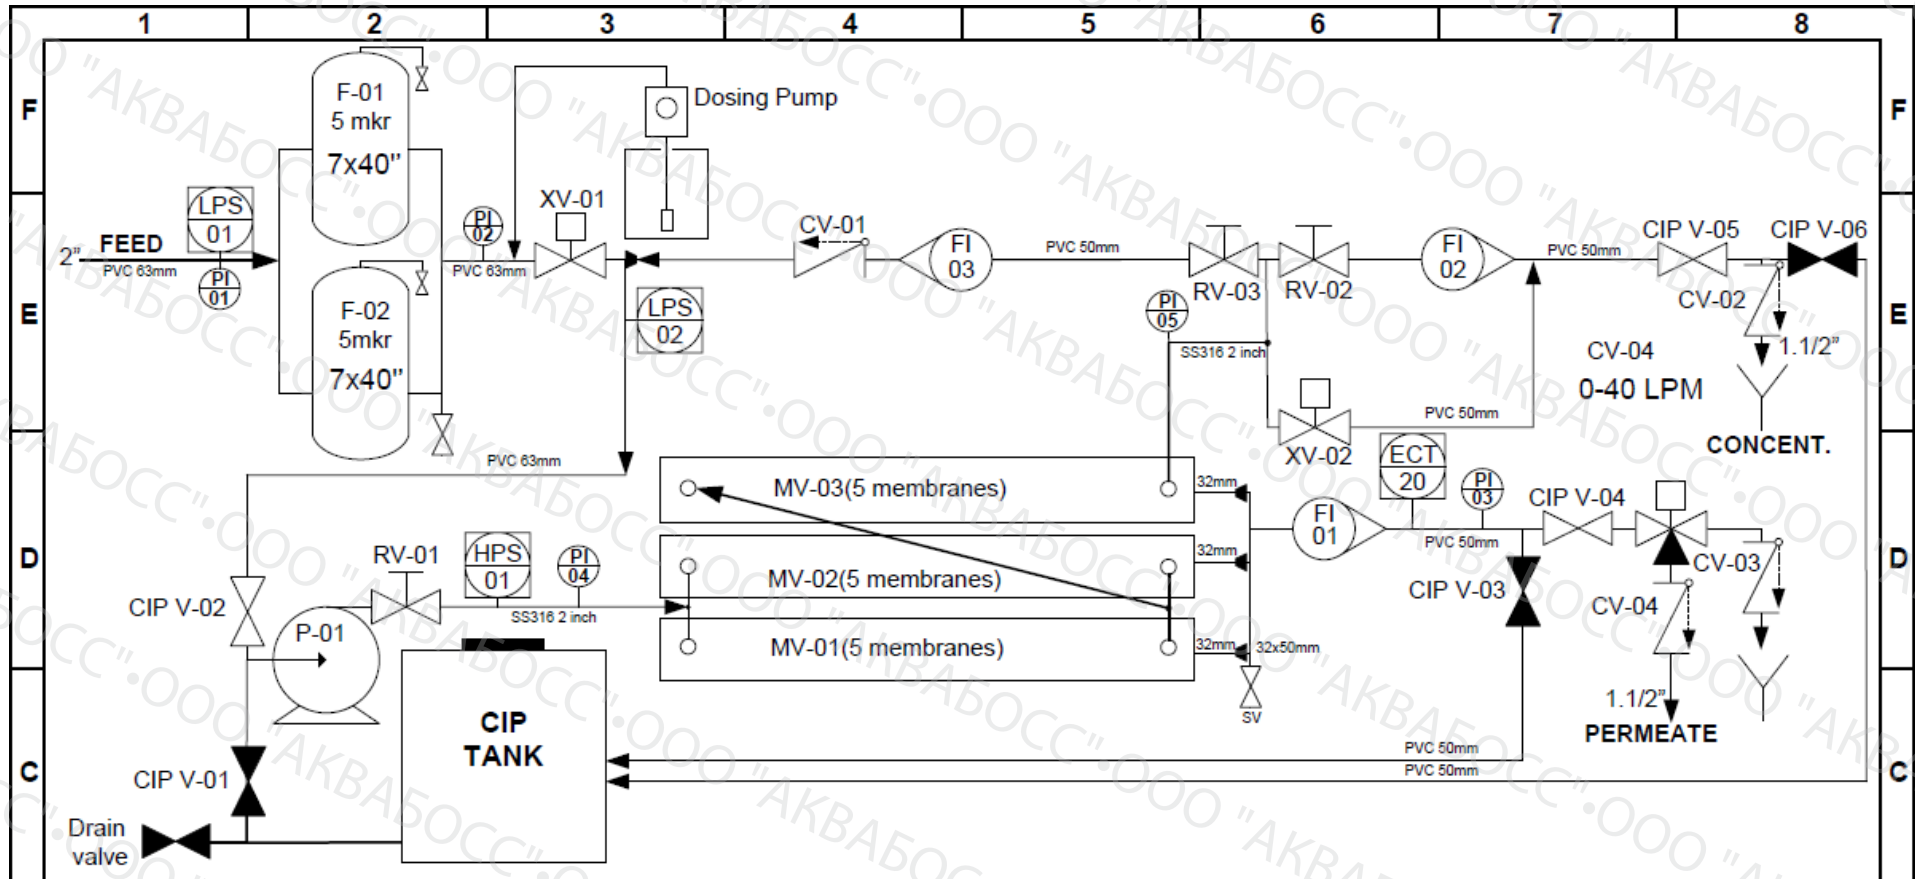 1 2 3 4 5 6 7 8
F
F
F-01
5 mkr
7x40"
Dosing Pump
LPS
01
PI
02
XV-01
CV-01
FI
03
PVC 50mm
FI
02
PVC 50mm
CIP V-05
CIP V-06
2"
FEED
PVC 63mm
PVC 63mm
PI
01
RV-03
RV-02
CV-02
E
E
F-02
5mkr
7x40"
LPS
02
PI
05
SS316 2 inch
1.1/2"
CV-04
0-40 LPM
PVC 50mm
CONCENT.
XV-02
ECT
20
PVC 63mm
MV-03(5 membranes)
32mm
FI
01
PI
03
CIP V-04
PVC 50mm
D
D
RV-01
HPS
01
PI
04
MV-02(5 membranes)
32mm
CIP V-03
CV-03
CIP V-02
SS316 2 inch
CV-04
P-01
MV-01(5 membranes)
32mm
32x50mm
SV
1.1/2"
PERMEATE
CIP
TANK
PVC 50mm
PVC 50mm
C
C
CIP V-01
Drain
valve
ООО "АКВАБОСС"•ООО "АКВАБОСС"•ООО "АКВАБОСС"